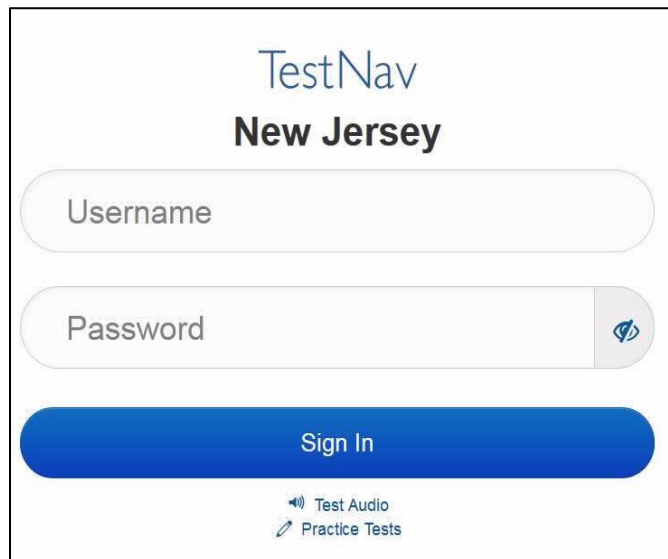 TestNav
New Jersey
Username
Password
Sign In
Test Audio
Practice Tests